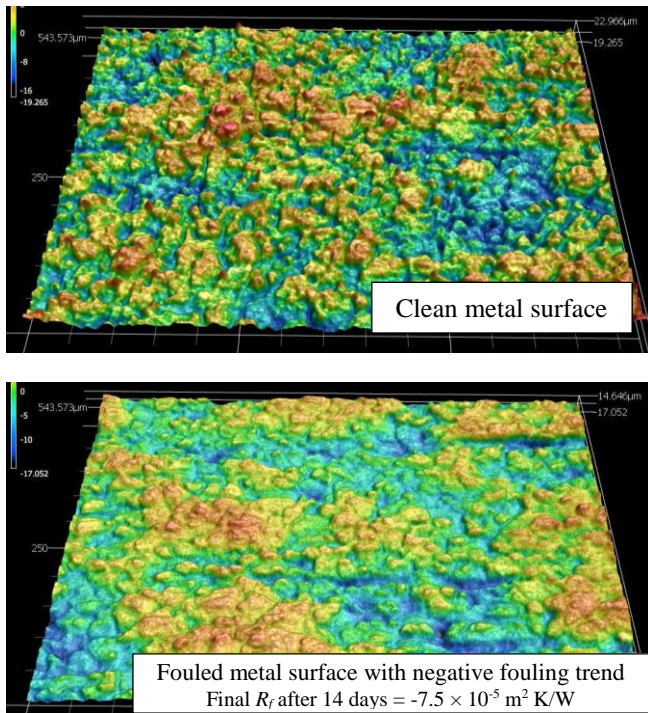 22.966µm
543.573µm
19.265
0
-8
-16
-19.265
250
Clean metal surface
0
14.646µm
543.573µm
17.052
-5
-10
-17.052
250
Fouled metal surface with negative fouling trend
Final Rf after 14 days = -7.5 × 10-5 m2 K/W